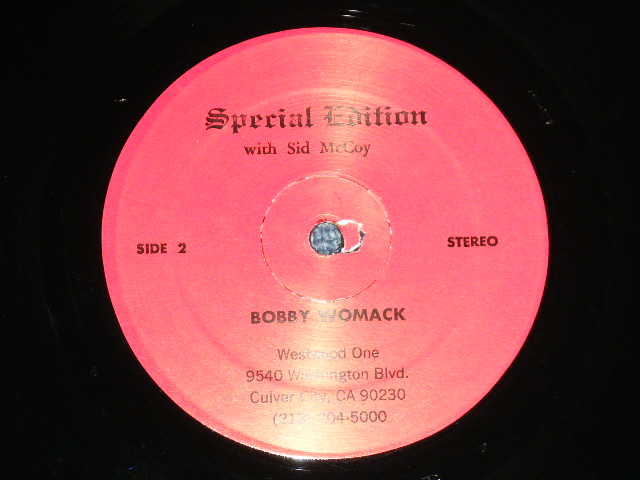 Special Edition
with Sid McCoy
SIDE 2
STEREO
BOBBY WOMACK
Westwood One
9540 Washington Blvd.
Culver City, CA 90230
(213) 204-5000